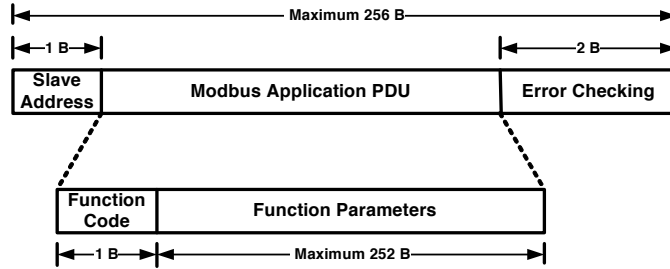 Maximum 256 B
1 B
2 B
Slave
Address
Modbus Application PDU
Error Checking
Function
Code
Function Parameters
1 B
Maximum 252 B